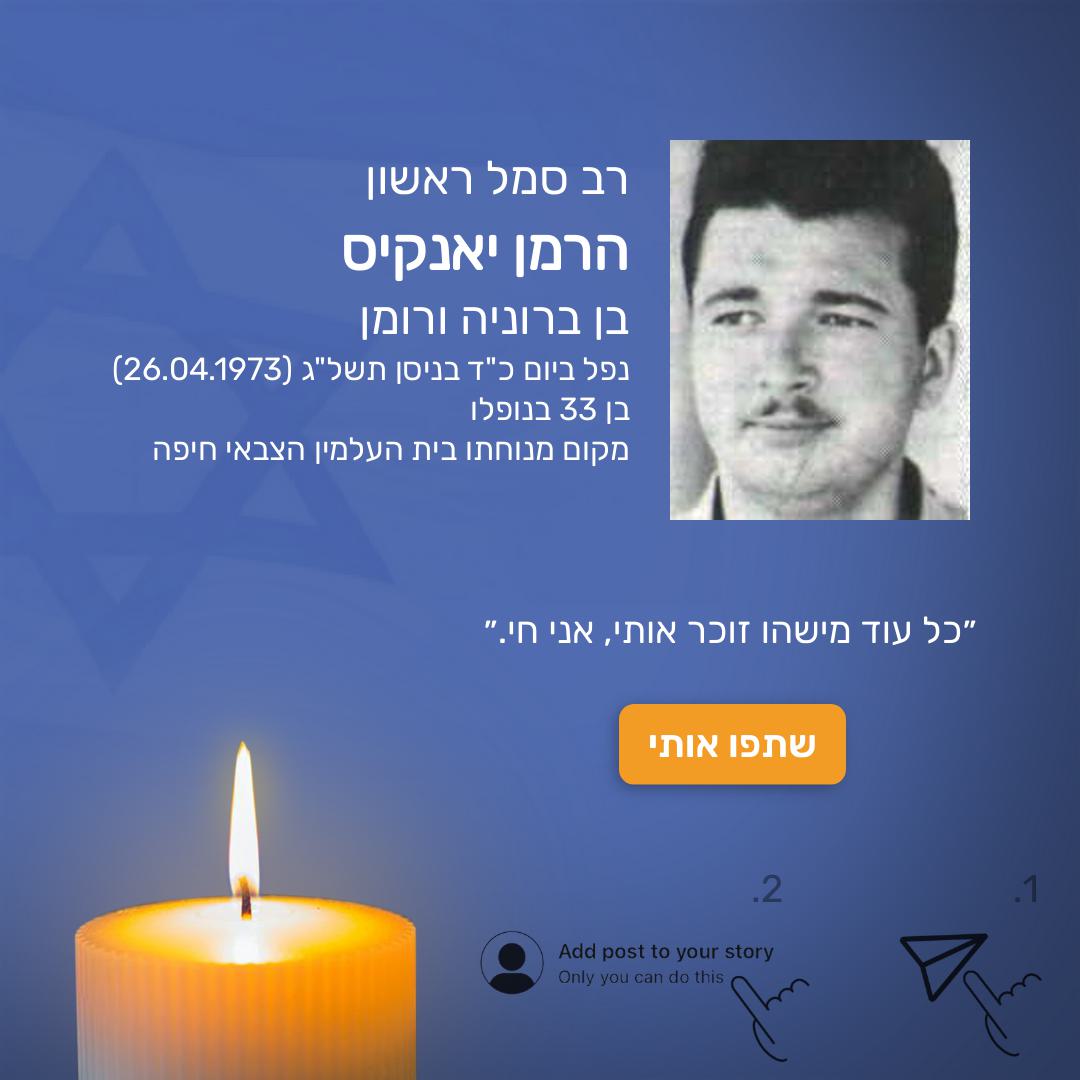 רב סמל ראשון
הרמן יאנקיס
בן ברוניה ורומן
נפל ביום כ"ד בניסן תשל"ג (26.04.1973)
בן 33 בנופלו
מקום מנוחתו בית העלמין הצבאי חיפה
״כל עוד מישהו זוכר אותי, אני חי.״
שתפו אותי
1.
2.
Add post to your story
Only you can do this